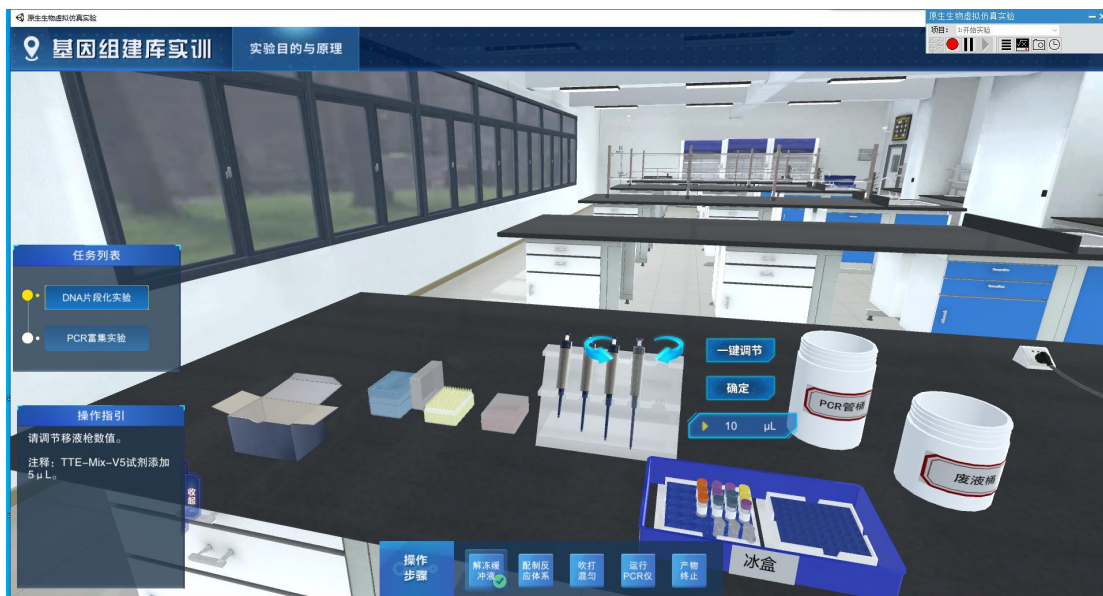 原生生物虚拟仿真实验
原生生物虚拟仿真实验
项目： 1:开始实验
基因组建库实训
实验目的与原理
任务列表
DNA片段化实验
PCR富集实验
操作指引
请调节移液枪数值。
注释：TTE-Mix-V5试剂添加
5μL。
收起
一键调节
确定
10 μL
PCR管桶
废液桶
冰盒
操作
步骤
解冻缓
冲液
配制反
应体系
吹打
混匀
运行
PCR仪
产物
终止